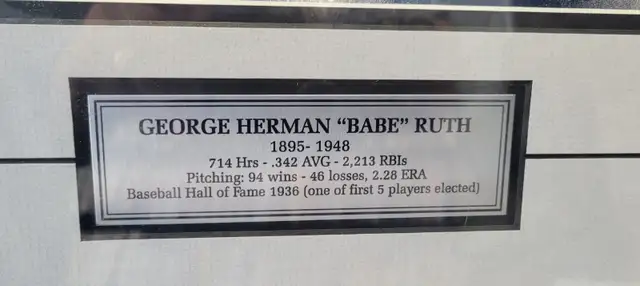 GEORGE HERMAN “BABE” RUTH
1895- 1948
714 Hrs - .342 AVG - 2,213 RBIs
Pitching: 94 wins - 46 losses, 2.28 ERA
Baseball Hall of Fame 1936 (one of first 5 players elected)